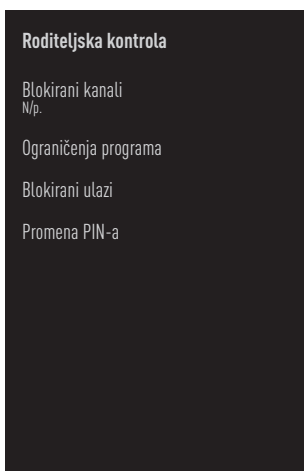 Roditeljska kontrola
Blokirani kanali
N/p.
Ograničenja programa
Blokirani ulazi
Promena PIN-a